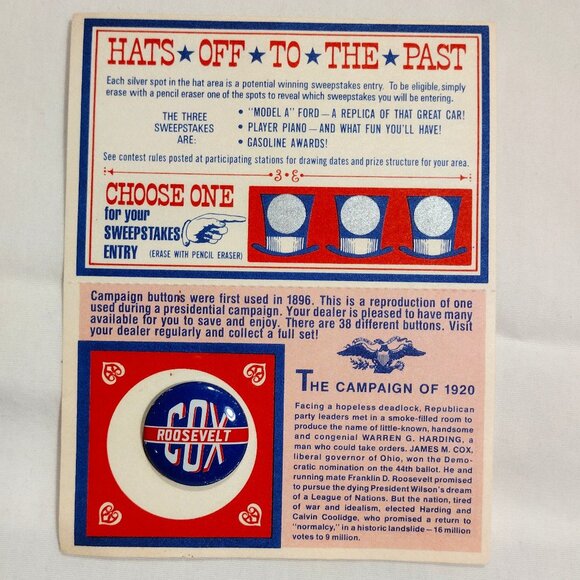 HATS★OFF★TO★THE★PAST
Each silver spot in the hat area is a potential winning sweepstakes entry. To be eligible, simply
erase with a pencil eraser one of the spots to reveal which sweepstakes you will be entering.
THE THREE
SWEEPSTAKES
ARE:
• "MODEL A" FORD — A REPLICA OF THAT GREAT CAR!
• PLAYER PIANO — AND WHAT FUN YOU'LL HAVE!
• GASOLINE AWARDS!
See contest rules posted at participating stations for drawing dates and prize structure for your area.
3·E
CHOOSE ONE
for your
SWEEPSTAKES
ENTRY (ERASE WITH PENCIL ERASER)
Campaign buttons were first used in 1896. This is a reproduction of one
used during a presidential campaign. Your dealer is pleased to have many
available for you to save and enjoy. There are 38 different buttons. Visit
your dealer regularly and collect a full set!
COX
ROOSEVELT
THE CAMPAIGN OF 1920
Facing a hopeless deadlock, Republican
party leaders met in a smoke-filled room to
produce the name of little-known, handsome
and congenial WARREN G. HARDING, a
man who could take orders. JAMES M. COX,
liberal governor of Ohio, won the Demo-
cratic nomination on the 44th ballot. He and
running mate Franklin D. Roosevelt promised
to pursue the dying President Wilson's dream
of a League of Nations. But the nation, tired
of war and idealism, elected Harding and
Calvin Coolidge, who promised a return to
"normalcy," in a historic landslide – 16 million
votes to 9 million.